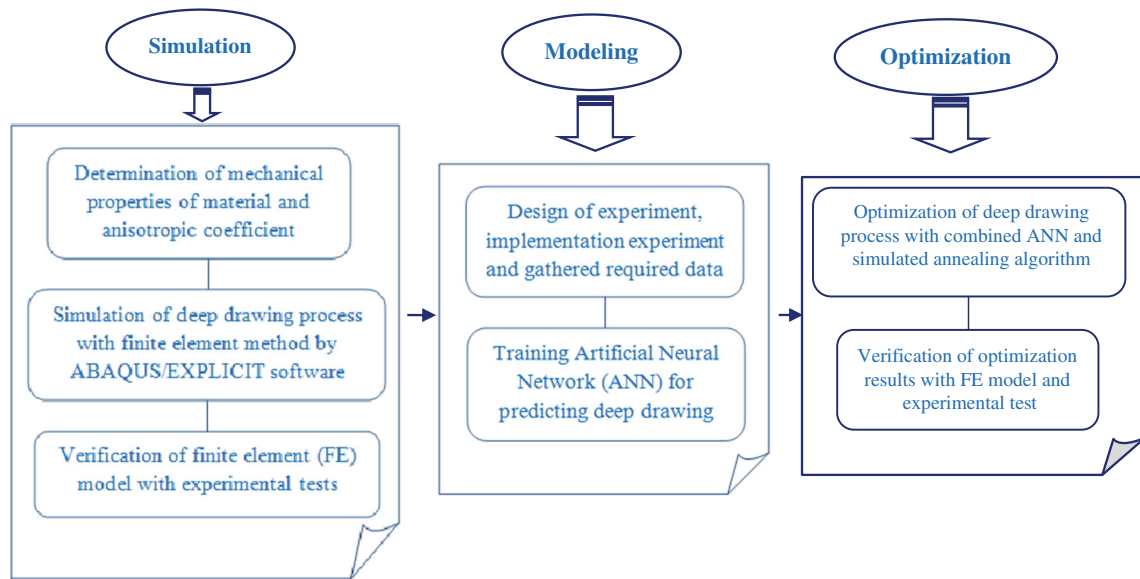 Simulation
Determination of mechanical
properties of material and
anisotropic coefficient
Simulation of deep drawing process
with finite element method by
ABAQUS/EXPLICIT software
Verification of finite element (FE)
model with experimental tests
Modeling
Design of experiment,
implementation experiment
and gathered required data
Training Artificial Neural
Network (ANN) for
predicting deep drawing
Optimization
Optimization of deep drawing
process with combined ANN and
simulated annealing algorithm
Verification of optimization
results with FE model and
experimental test